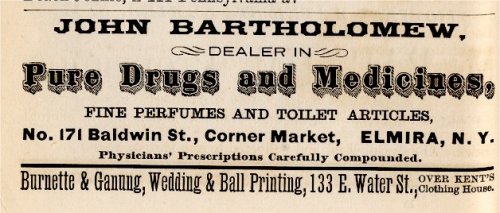 JOHN BARTHOLOMEW,
DEALER IN
Pure Drugs and Medicines,
FINE PERFUMES AND TOILET ARTICLES,
No. 171 Baldwin St., Corner Market, ELMIRA, N. Y.
Physicians' Prescriptions Carefully Compounded.
Burnette & Ganung, Wedding & Ball Printing, 133 E. Water St., OVER KENT'S Clothing House.